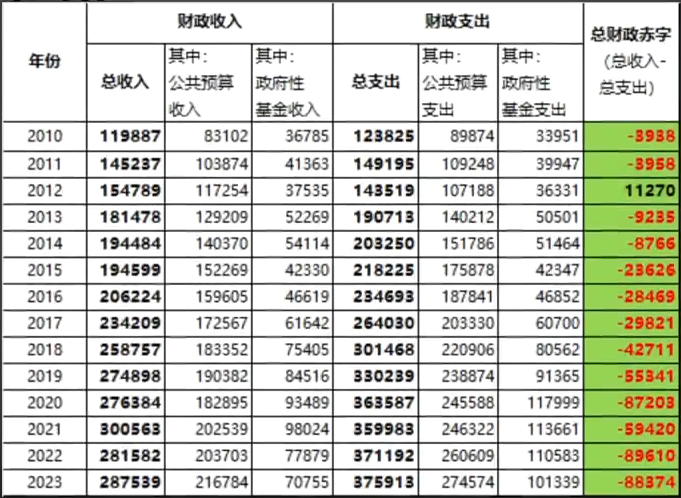 年份 财政收入 财政支出 总财政赤字（总收入-总支出）
总收入 其中：公共预算收入 其中：政府性基金收入 总支出 其中：公共预算支出 其中：政府性基金支出
2010 119887 83102 36785 123825 89874 33951 -3938
2011 145237 103874 41363 149195 109248 39947 -3958
2012 154789 117254 37535 143519 107188 36331 11270
2013 181478 129209 52269 190713 140212 50501 -9235
2014 194484 140370 54114 203250 151786 51464 -8766
2015 194599 152269 42330 218225 175878 42347 -23626
2016 206224 159605 46619 234693 187841 46852 -28469
2017 234209 172567 61642 264030 203330 60700 -29821
2018 258757 183352 75405 301468 220906 80562 -42711
2019 274898 190382 84516 330239 238874 91365 -55341
2020 276384 182895 93489 363587 245588 117999 -87203
2021 300563 202539 98024 359983 246322 113661 -59420
2022 281582 203703 77879 371192 260609 110583 -89610
2023 287539 216784 70755 375913 274574 101339 -88374